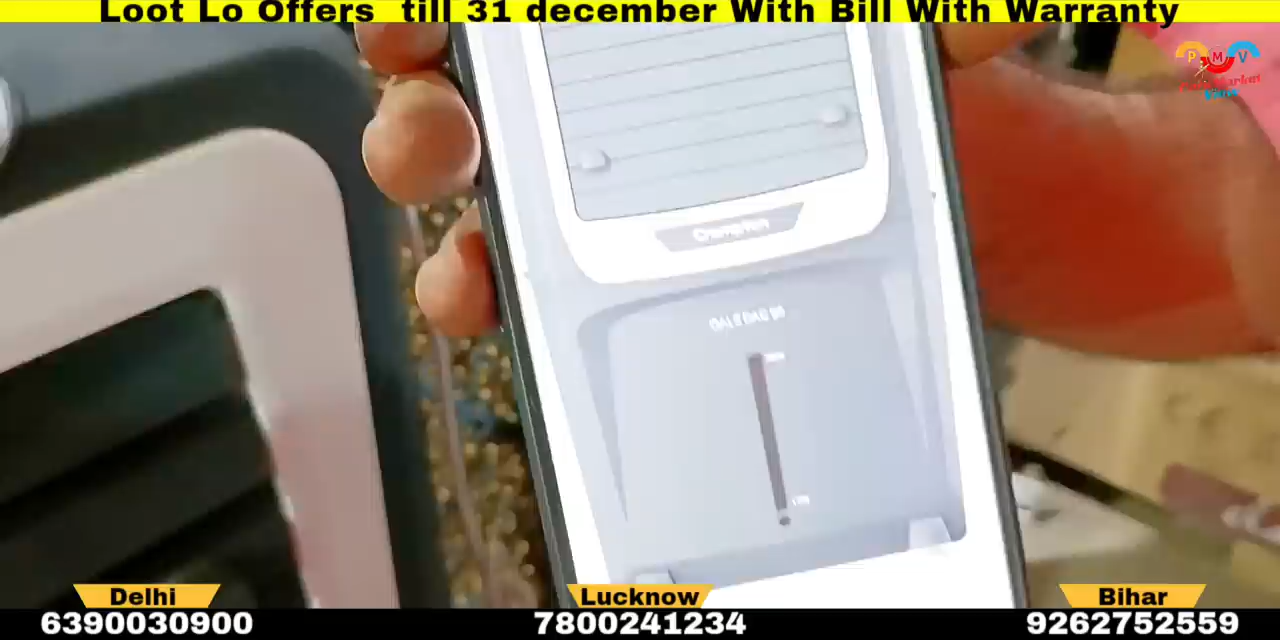 Loot Lo Offers till 31 december With Bill With Warranty
P M V
Delhi
6390030900
Lucknow
7800241234
Bihar
9262752559